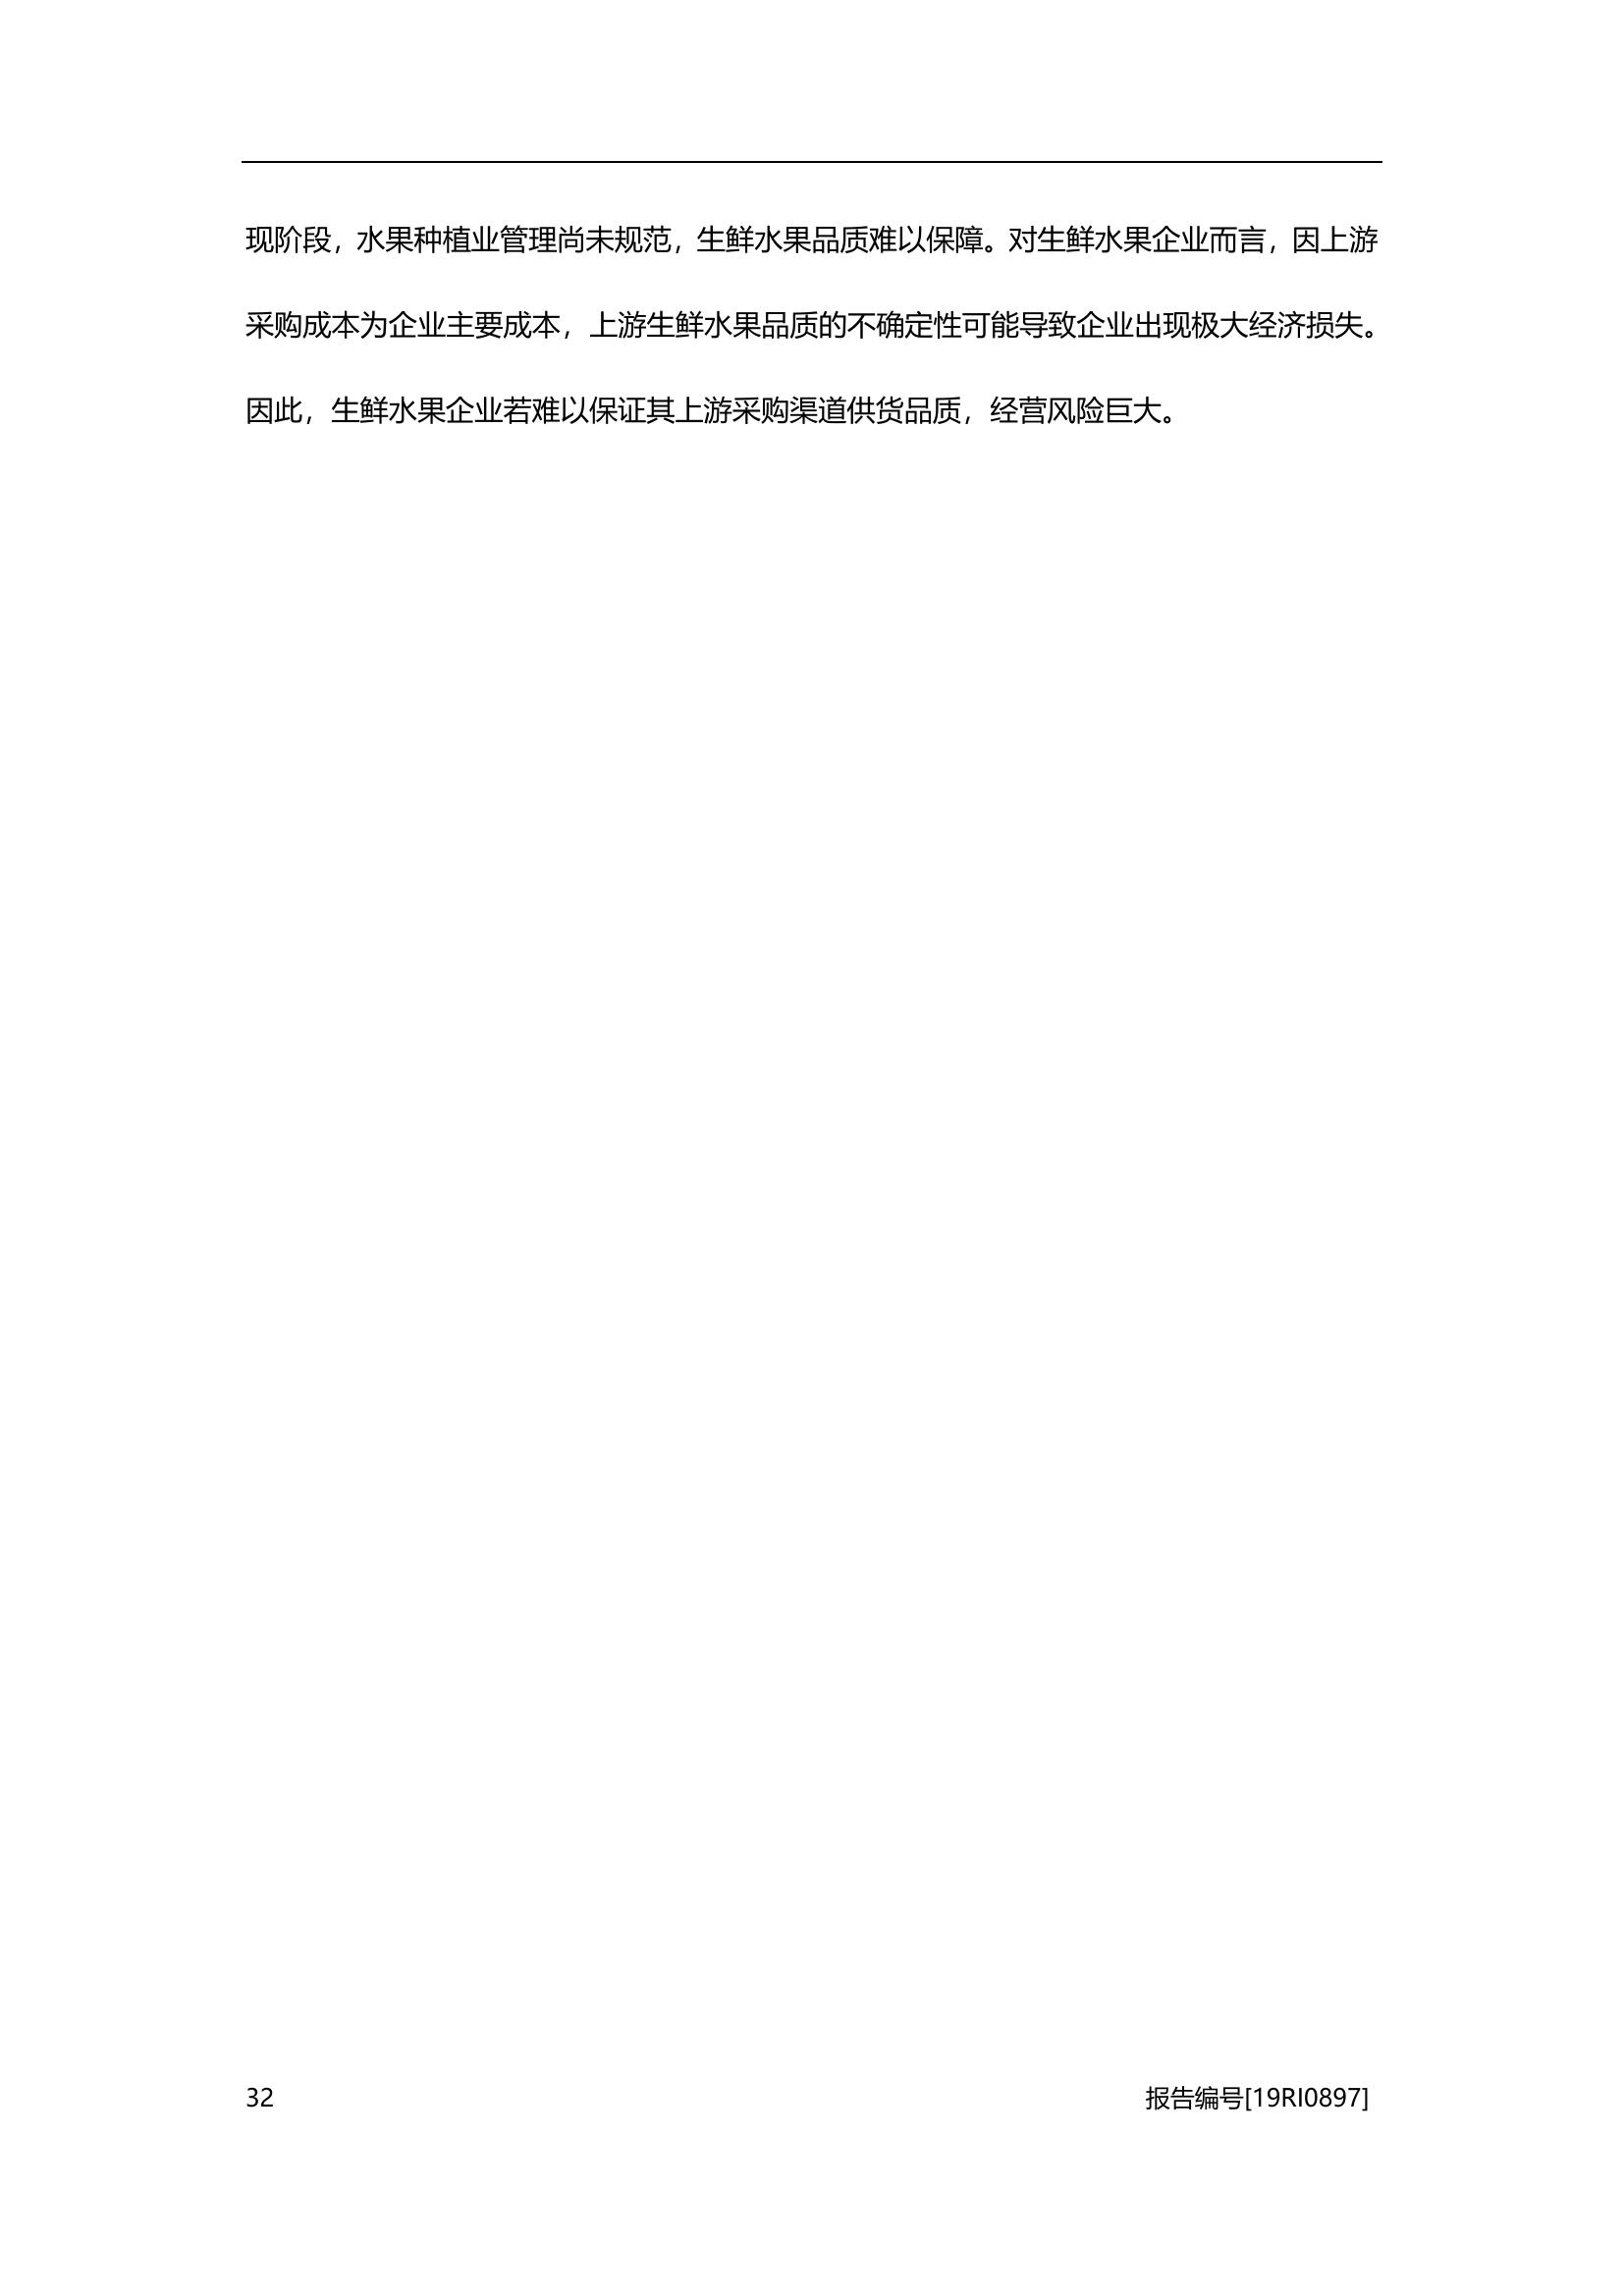 现阶段，水果种植业管理尚未规范，生鲜水果品质难以保障。对生鲜水果企业而言，因上游
采购成本为企业主要成本，上游生鲜水果品质的不确定性可能导致企业出现极大经济损失。
因此，生鲜水果企业若难以保证其上游采购渠道供货品质，经营风险巨大。
32 报告编号[19RI0897]